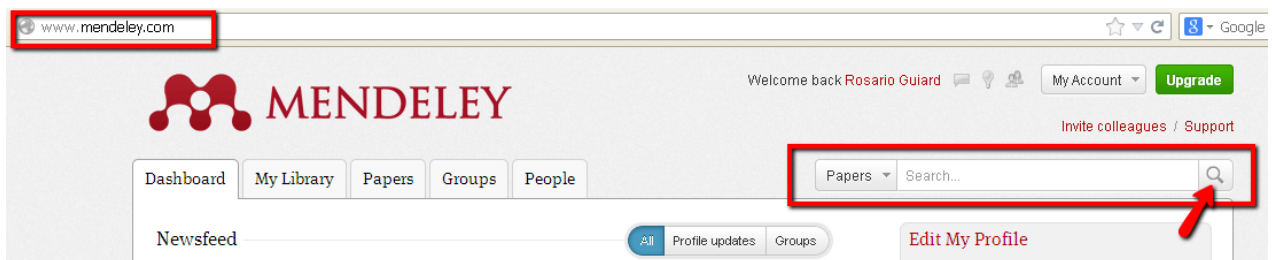 www.mendeley.com
8 Google
MENDELEY
Welcome back Rosario Guiard
My Account
Upgrade
Invite colleagues / Support
Dashboard
My Library
Papers
Groups
People
Papers
Search...
Newsfeed
All
Profile updates
Groups
Edit My Profile